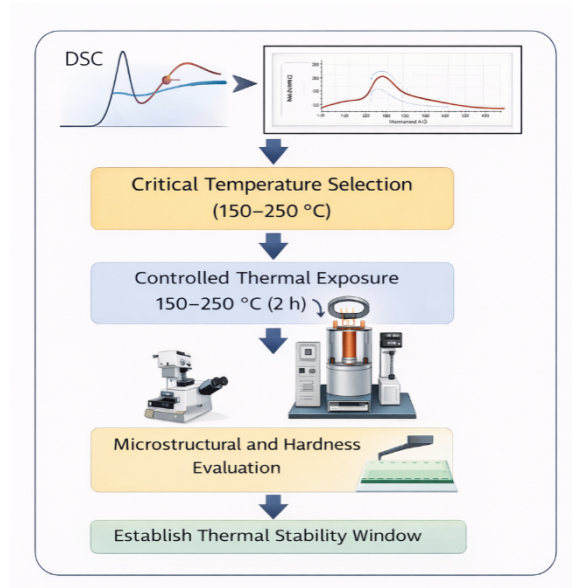 DSC
Critical Temperature Selection
(150–250 °C)
Controlled Thermal Exposure
150–250 °C (2 h)
Microstructural and Hardness
Evaluation
Establish Thermal Stability Window